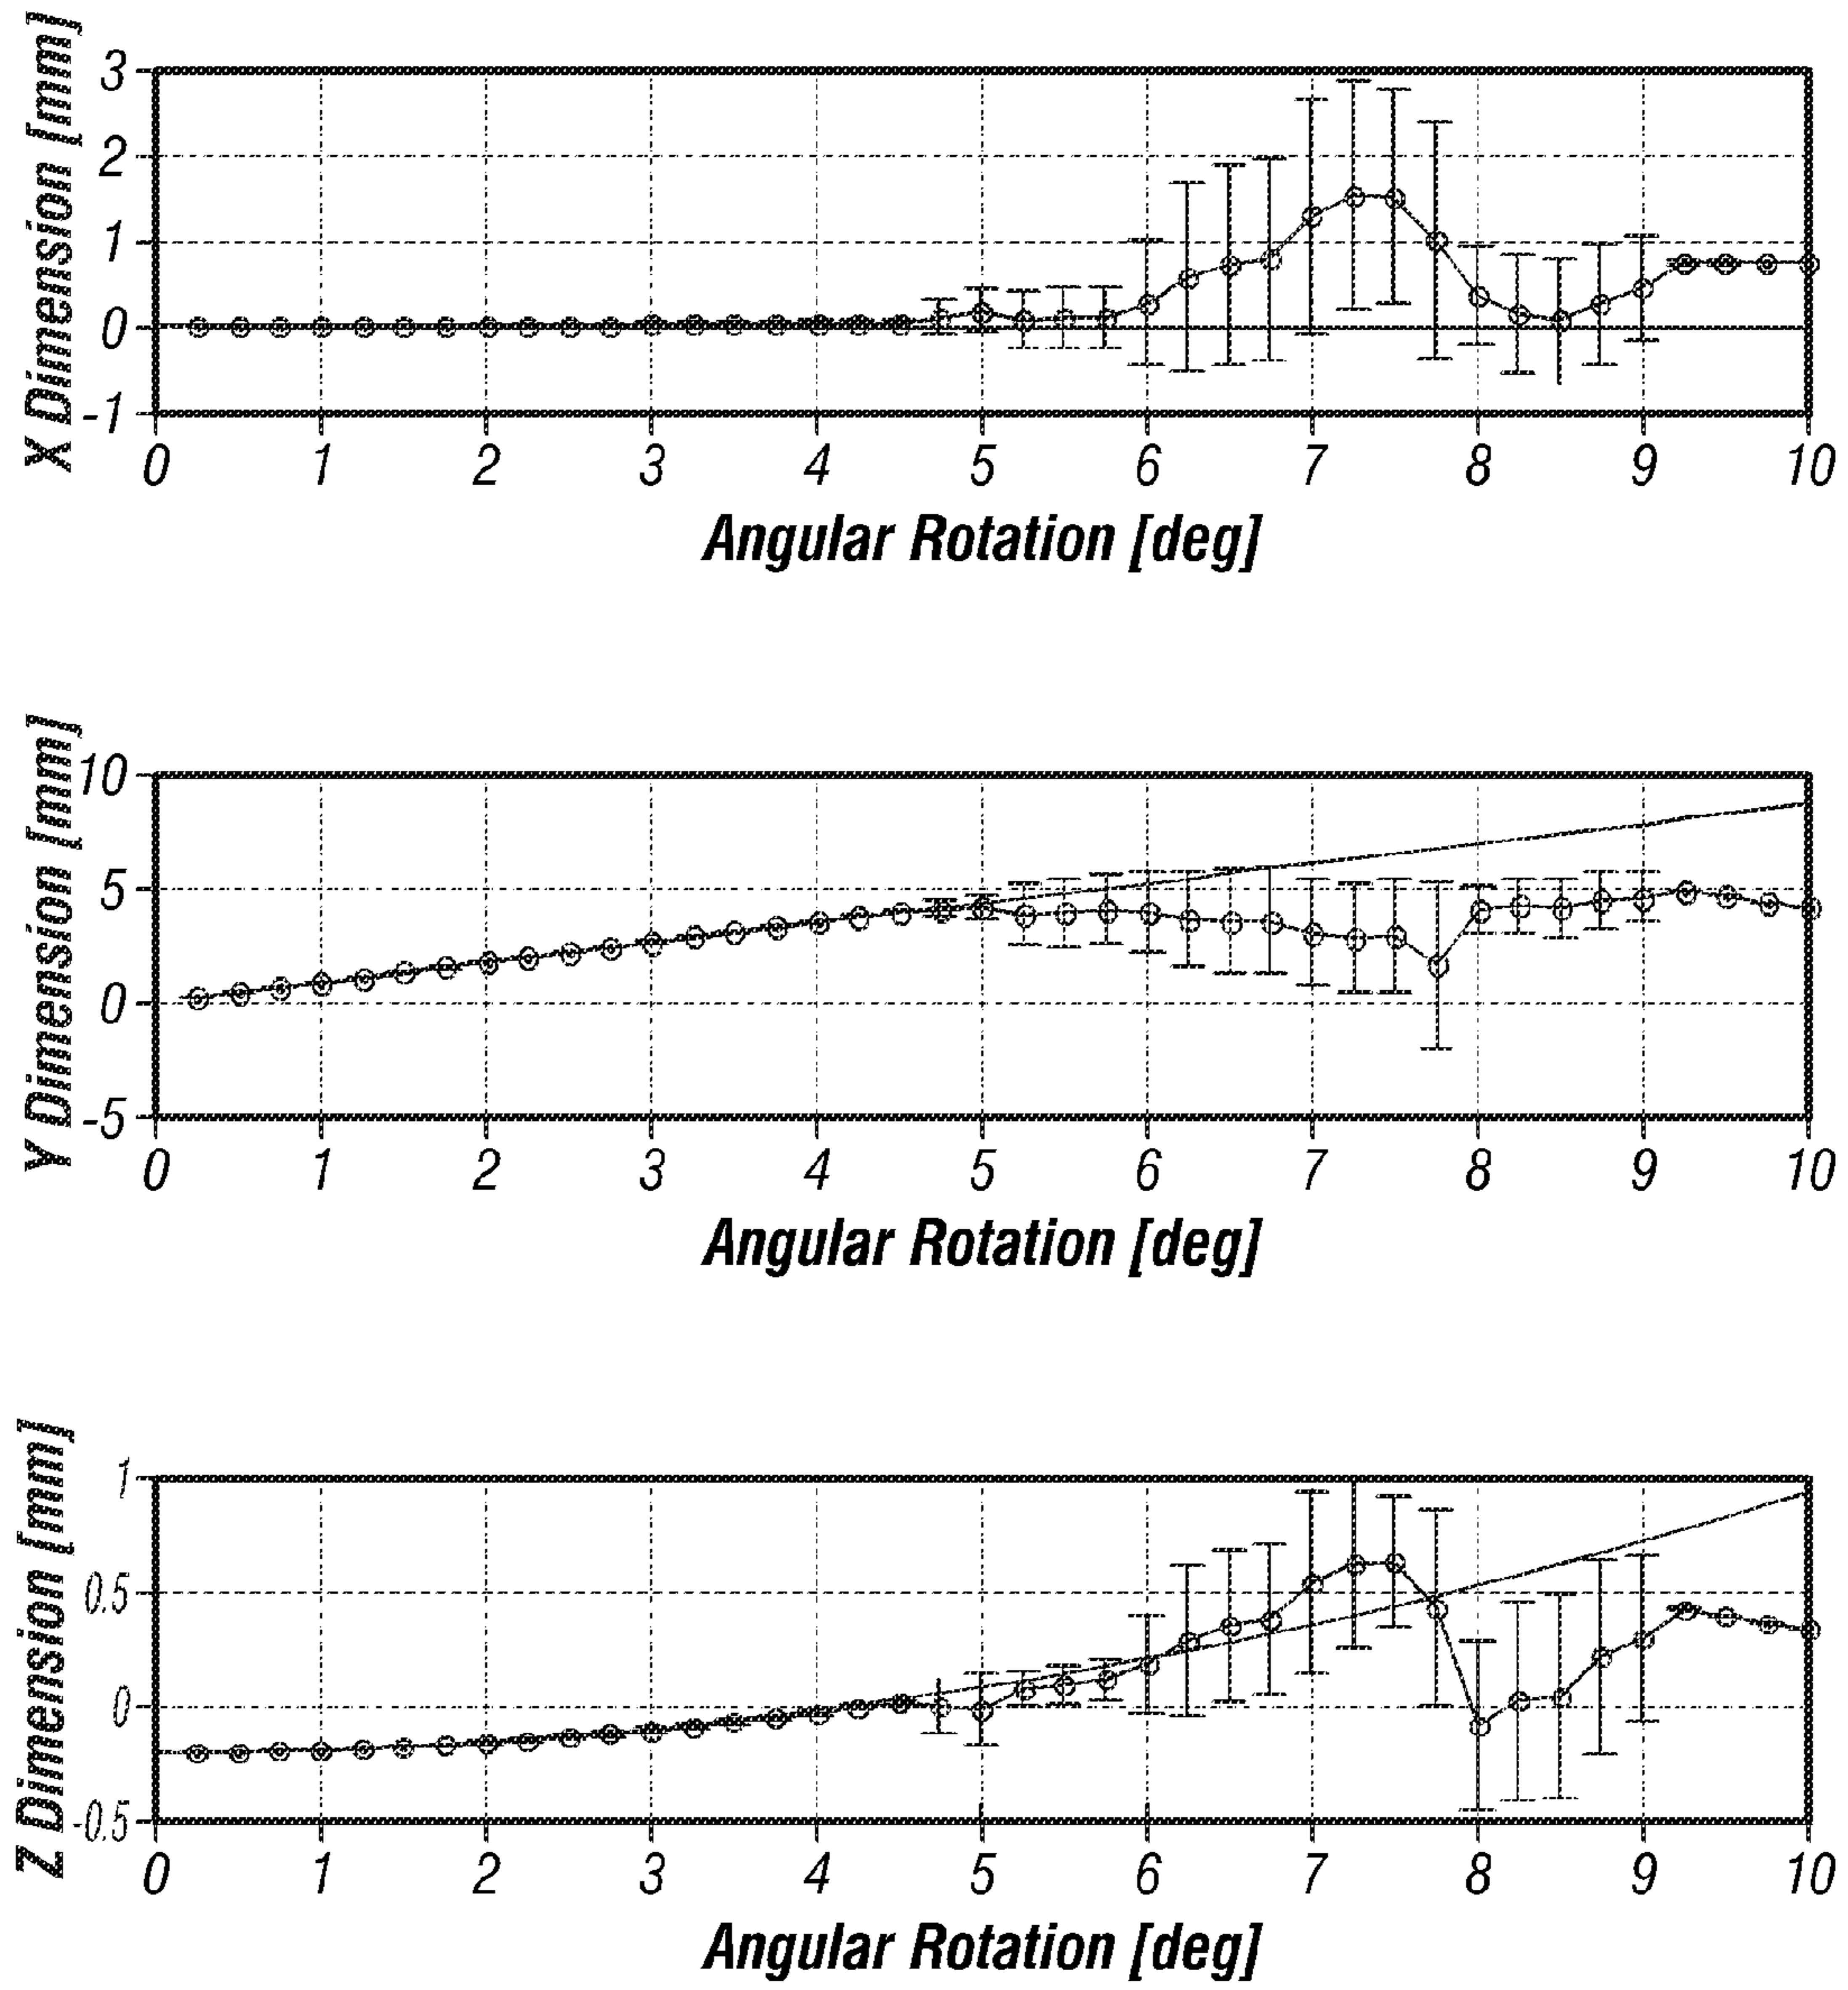 X Dimension [mm]
3
2
1
0
-1
0 1 2 3 4 5 6 7 8 9 10
Angular Rotation [deg]
Y Dimension [mm]
10
5
0
-5
0 1 2 3 4 5 6 7 8 9 10
Angular Rotation [deg]
Z Dimension [mm]
1
0.5
0
-0.5
0 1 2 3 4 5 6 7 8 9 10
Angular Rotation [deg]